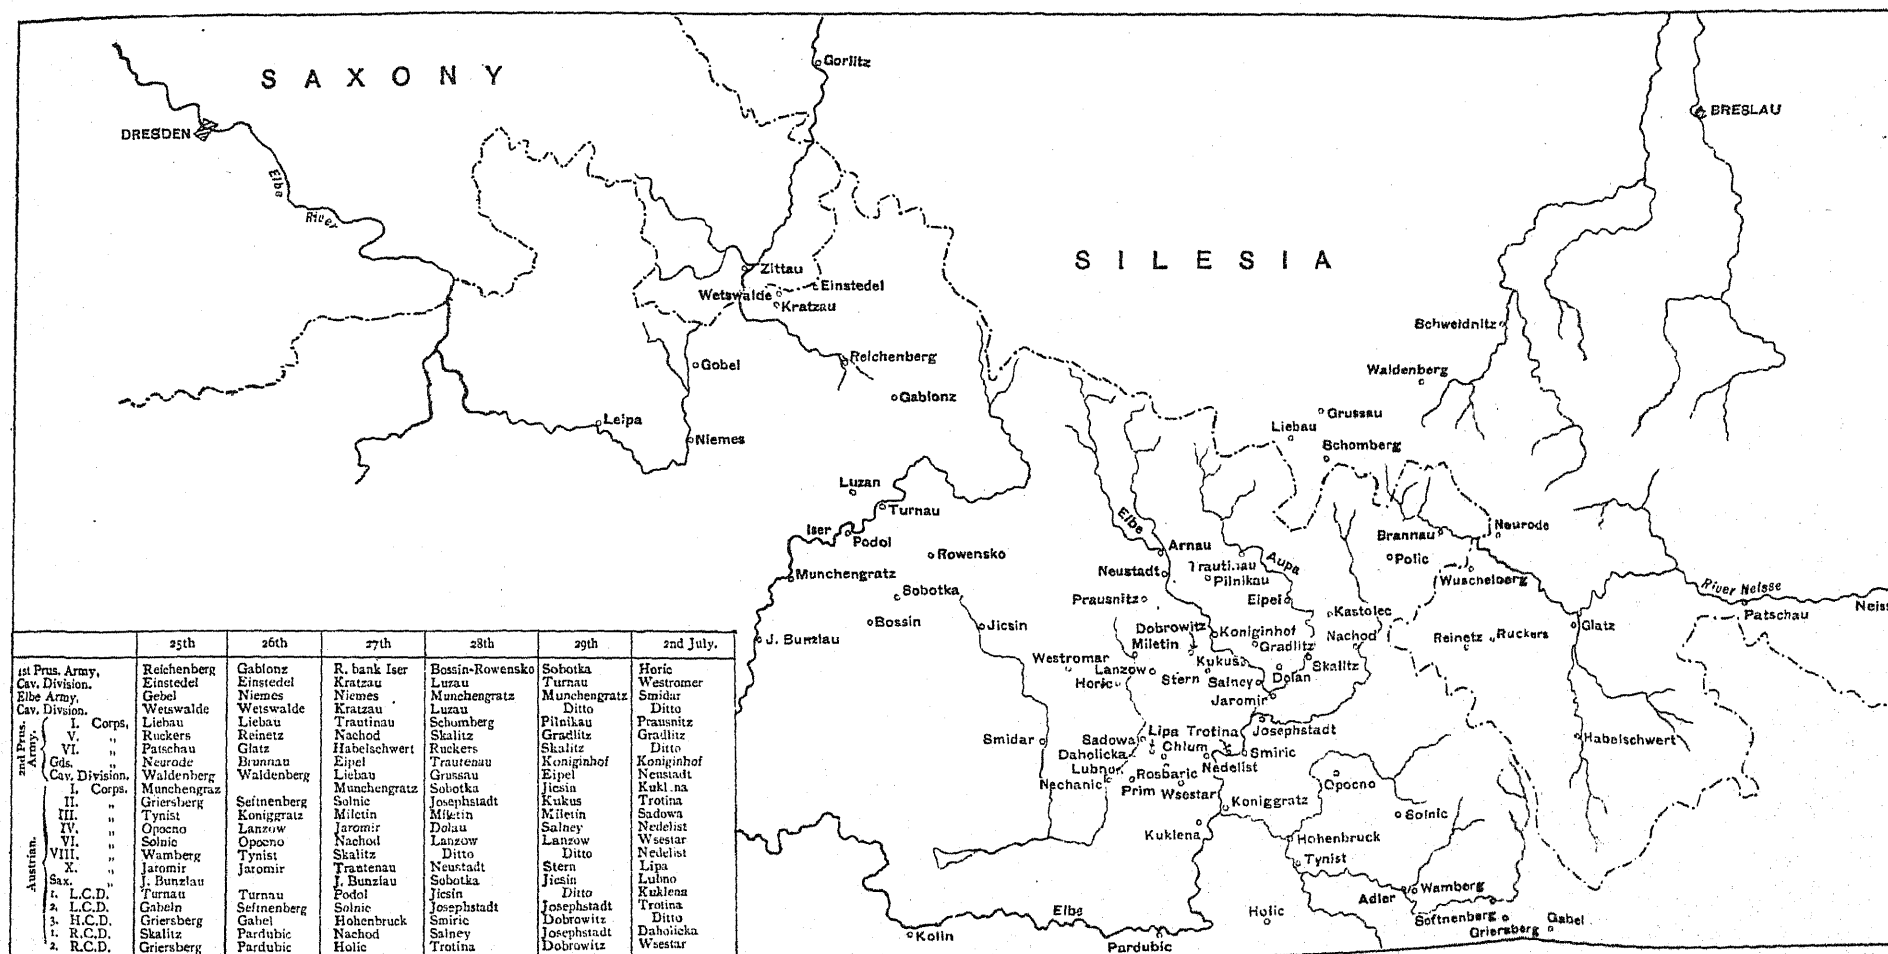 SAXONY
Gorlitz
BRESLAU
DRESDEN
Elbe
River
SILESIA
Zittau
Einstedel
Wetswalde
Kratzau
Schweidnitz
Reichenberg
Gobel
Waldenberg
Gablonz
Grussau
Leipa
Liebau
Niemes
Schomberg
Luzan
Turnau
Elbe
Neurode
Iser
Podol
Brannau
Arnau
Aupa
Rowensko
Polic
Trautinau
Neustadt
Pilnikau
Munchengratz
Wuschelberg
River Neisse
Sobotka
Prausnitz
Eipel
Kastolec
Patschau
Neiss
Bossin
Jicsin
Dobrowitz
Koniginhof
Nachod
Reinetz
Ruckers
Glatz
J. Bunzlau
Miletin
Gradlitz
Westromar
Kukus
Skalitz
Lanzow
Stern
Salney
Dolan
Horic
Jaromir
Josephstadt
Smidar
Sadowa
Lipa
Trotina
Habelschwert
Daholicka
Chlum
Smiric
Lubno
Rosbaric
Nedelist
Nechanic
Prim
Wsestar
Opocno
Koniggratz
Solnic
Kuklena
Hohenbruck
Tynist
Wamberg
Adler
Elbe
Holic
Softnenberg
Gabel
Griersberg
Kolin
Pardubic
25th 26th 27th 28th 29th 2nd July.
1st Prus. Army, Reichenberg Gablonz R. bank Iser Bossin-Rowensko Sobotka Horic
Cav. Division. Einstedel Einstedel Kratzau Luzau Turnau Westromer
Elbe Army, Gebel Niemes Niemes Munchengratz Munchengratz Smidar
Cav. Divsion. Wetswalde Wetswalde Kratzau Luzau Ditto Ditto
2nd Prus. Army.
I. Corps, Liebau Liebau Trautinau Schomberg Pilnikau Prausnitz
V. " Ruckers Reinetz Nachod Skalitz Gradlitz Gradlitz
VI. " Patschau Glatz Habelschwert Ruckers Skalitz Ditto
Gds. " Neurode Brunnau Eipel Trautenau Koniginhof Koniginhof
Cav. Division. Waldenberg Waldenberg Liebau Grussau Eipel Neustadt
Austrian.
I. Corps. Munchengraz Munchengratz Sobotka Jicsin
II. " Griersberg Seftnenberg Solnic Josephstadt Kukus Trotina
III. " Tynist Koniggratz Miletin Miletin Miletin Sadowa
IV. " Opocno Lanzow Jaromir Dolau Salney Nedelist
VI. " Solnic Opocno Nachod Lanzow Lanzow Wsestar
VIII. " Wamberg Tynist Skalitz Ditto Ditto Nedelist
X. " Jaromir Jaromir Trautenau Neustadt Stern Lipa
Sax. " J. Bunzlau J. Bunzlau Sobotka Jicsin Lubno
1. L.C.D. Turnau Turnau Podol Jicsin Ditto Kuklena
2. L.C.D. Gabeln Seftnenberg Solnic Josephstadt Josephstadt Trotina
3. H.C.D. Griersberg Gabel Hohenbruck Smiric Dobrowitz Ditto
1. R.C.D. Skalitz Pardubic Nachod Salney Josephstadt Daholicka
2. R.C.D. Griersberg Pardubic Holic Trotina Dobrowitz Wsestar